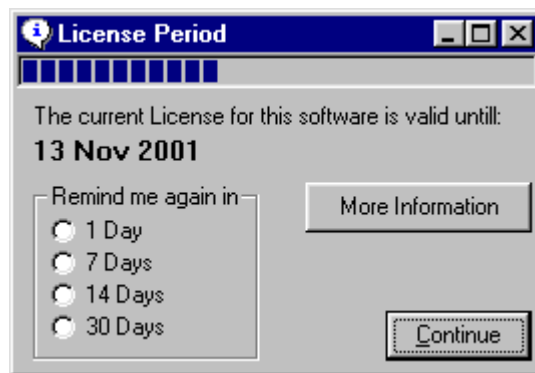 License Period
The current License for this software is valid untill:
13 Nov 2001
Remind me again in
1 Day
7 Days
14 Days
30 Days
More Information
Continue